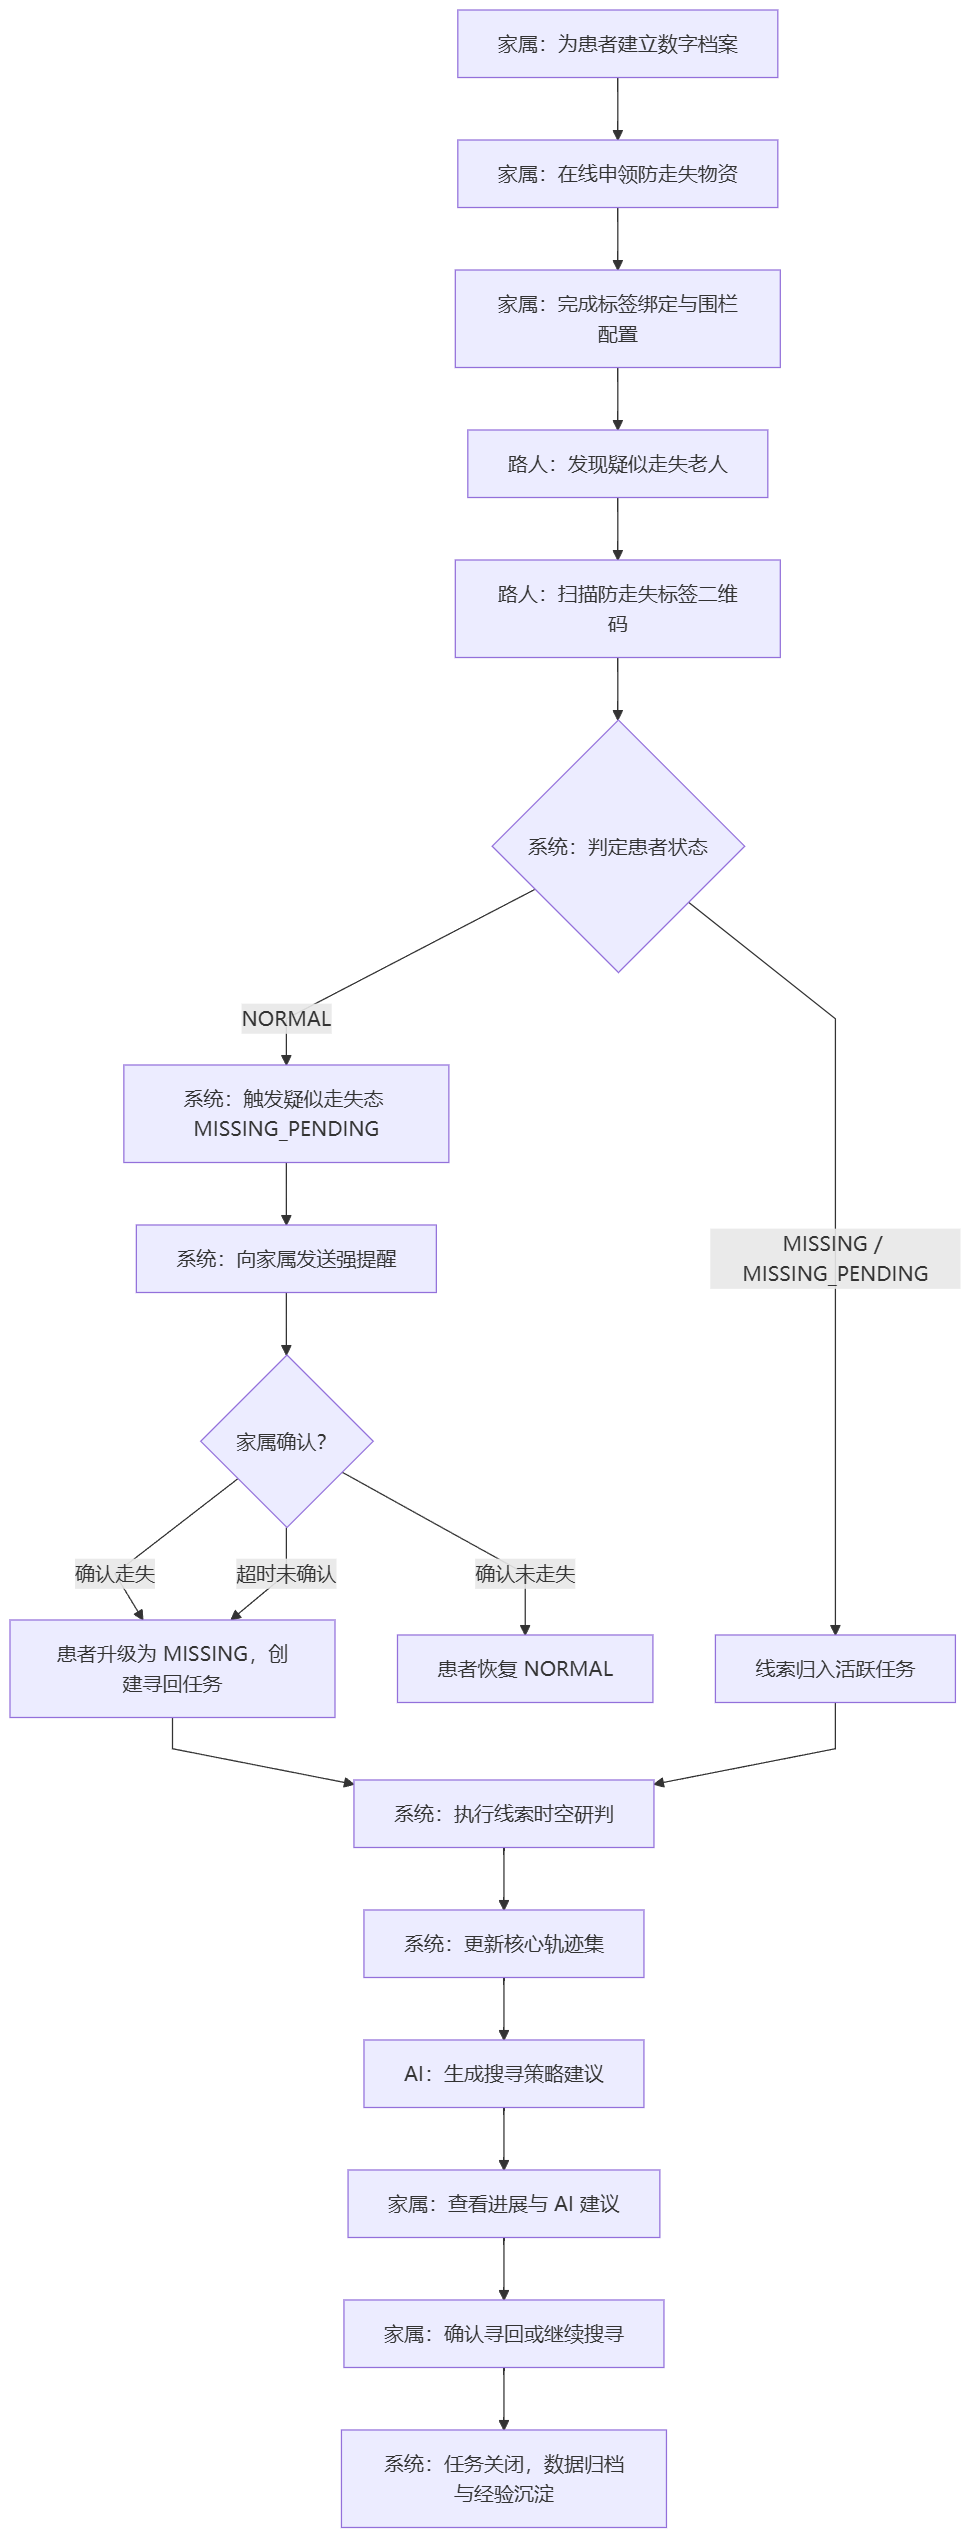 家属：为患者建立数字档案
家属：在线申领防走失物资
家属：完成标签绑定与围栏
配置
路人：发现疑似走失老人
路人：扫描防走失标签二维
码
系统：判定患者状态
NORMAL
系统：触发疑似走失态
MISSING_PENDING
系统：向家属发送强提醒
MISSING /
MISSING_PENDING
家属确认？
确认走失
超时未确认
确认未走失
患者升级为 MISSING，创
建寻回任务
患者恢复 NORMAL
线索归入活跃任务
系统：执行线索时空研判
系统：更新核心轨迹集
AI：生成搜寻策略建议
家属：查看进展与 AI 建议
家属：确认寻回或继续搜寻
系统：任务关闭，数据归档
与经验沉淀